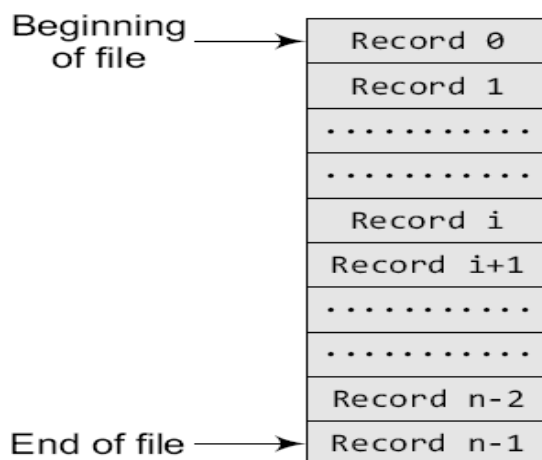 Beginning
of file
Record 0
Record 1
...........
...........
Record i
Record i+1
...........
...........
Record n-2
End of file
Record n-1